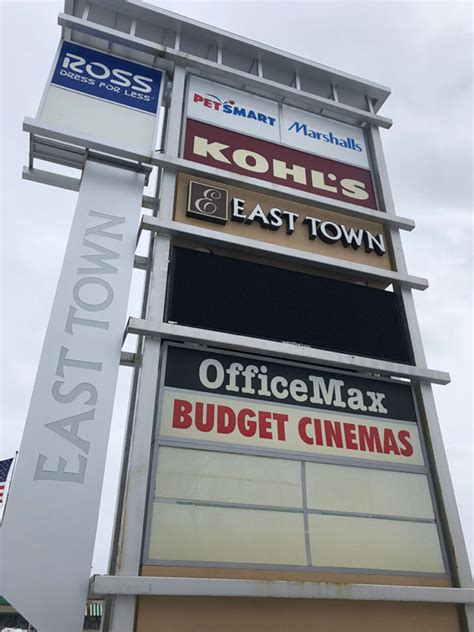 ROSS
DRESS FOR LESS
PETSMART
Marshalls
KOHL'S
E EAST TOWN
EAST TOWN
OfficeMax
BUDGET CINEMAS